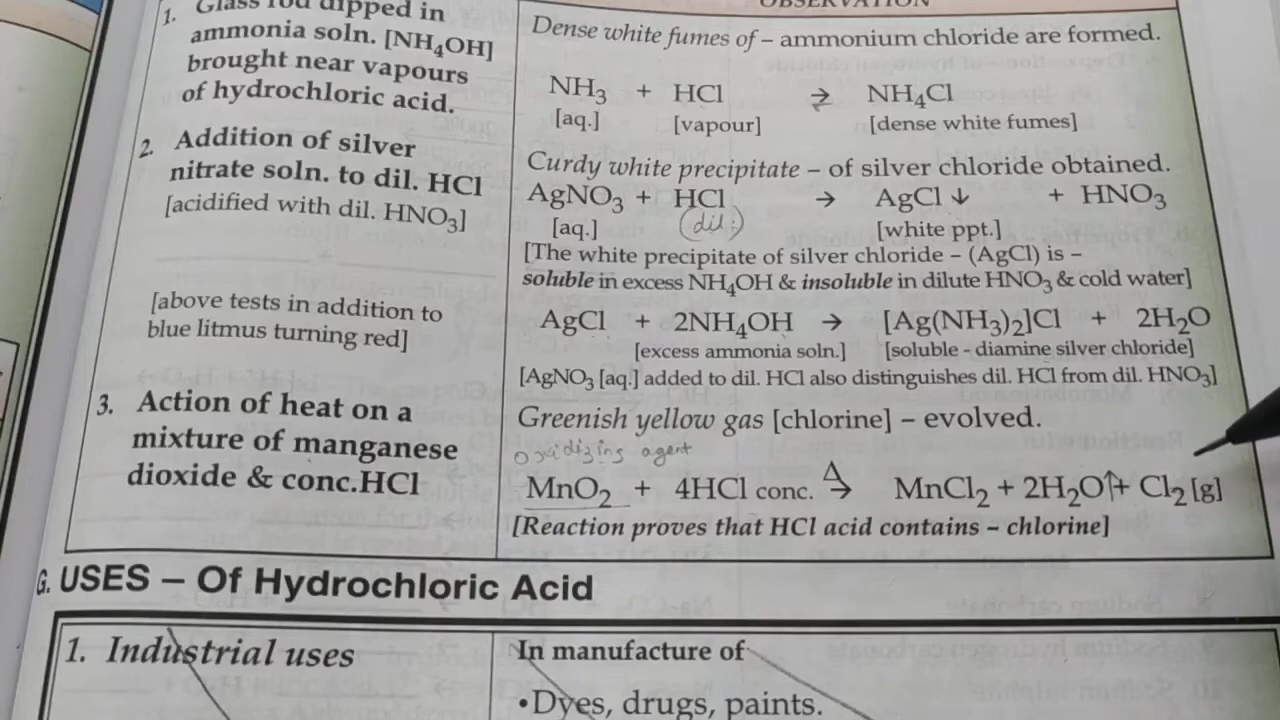 OBSERVATION
1. Glass rod dipped in
ammonia soln. [NH₄OH]
brought near vapours
of hydrochloric acid.
Dense white fumes of – ammonium chloride are formed.
NH₃ + HCl ⇄ NH₄Cl
[aq.] [vapour] [dense white fumes]
2. Addition of silver
nitrate soln. to dil. HCl
[acidified with dil. HNO₃]
[above tests in addition to
blue litmus turning red]
Curdy white precipitate – of silver chloride obtained.
AgNO₃ + HCl → AgCl ↓ + HNO₃
[aq.] (dil.) [white ppt.]
[The white precipitate of silver chloride – (AgCl) is –
soluble in excess NH₄OH & insoluble in dilute HNO₃ & cold water]
AgCl + 2NH₄OH → [Ag(NH₃)₂]Cl + 2H₂O
[excess ammonia soln.] [soluble - diamine silver chloride]
[AgNO₃ [aq.] added to dil. HCl also distinguishes dil. HCl from dil. HNO₃]
3. Action of heat on a
mixture of manganese
dioxide & conc.HCl
Greenish yellow gas [chlorine] – evolved.
oxidizing agent
MnO₂ + 4HCl conc. Δ→ MnCl₂ + 2H₂O↑ + Cl₂ [g]
[Reaction proves that HCl acid contains – chlorine]
G. USES – Of Hydrochloric Acid
1. Industrial uses
In manufacture of
•Dyes, drugs, paints.